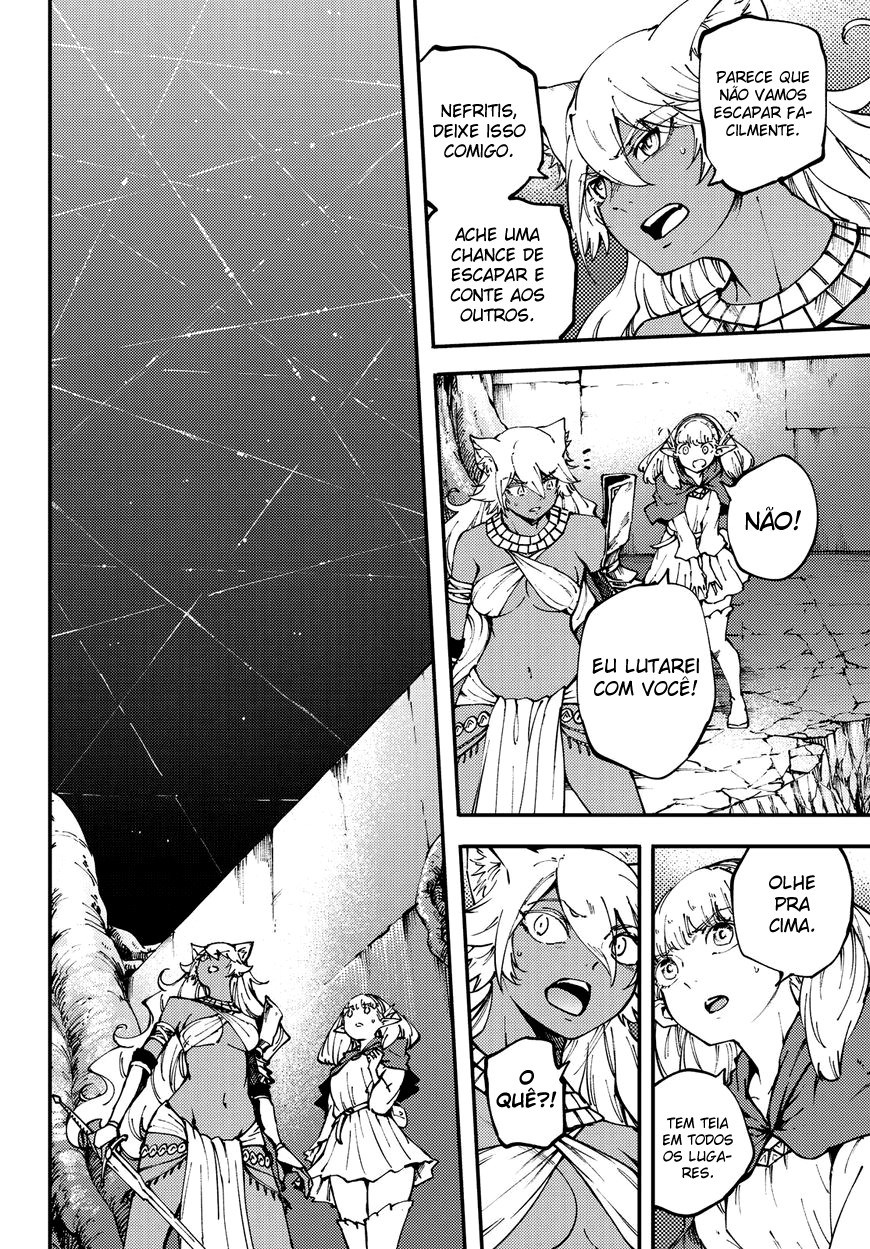 PARECE QUE
NÃO VAMOS
ESCAPAR FA-
CILMENTE.
NEFRITIS,
DEIXE ISSO
COMIGO.
ACHE UMA
CHANCE DE
ESCAPAR E
CONTE AOS
OUTROS.
NÃO!
EU LUTAREI
COM VOCÊ!
OLHE
PRA
CIMA.
TEM TEIA
EM TODOS
OS LUGA-
RES.
O
QUÊ?!